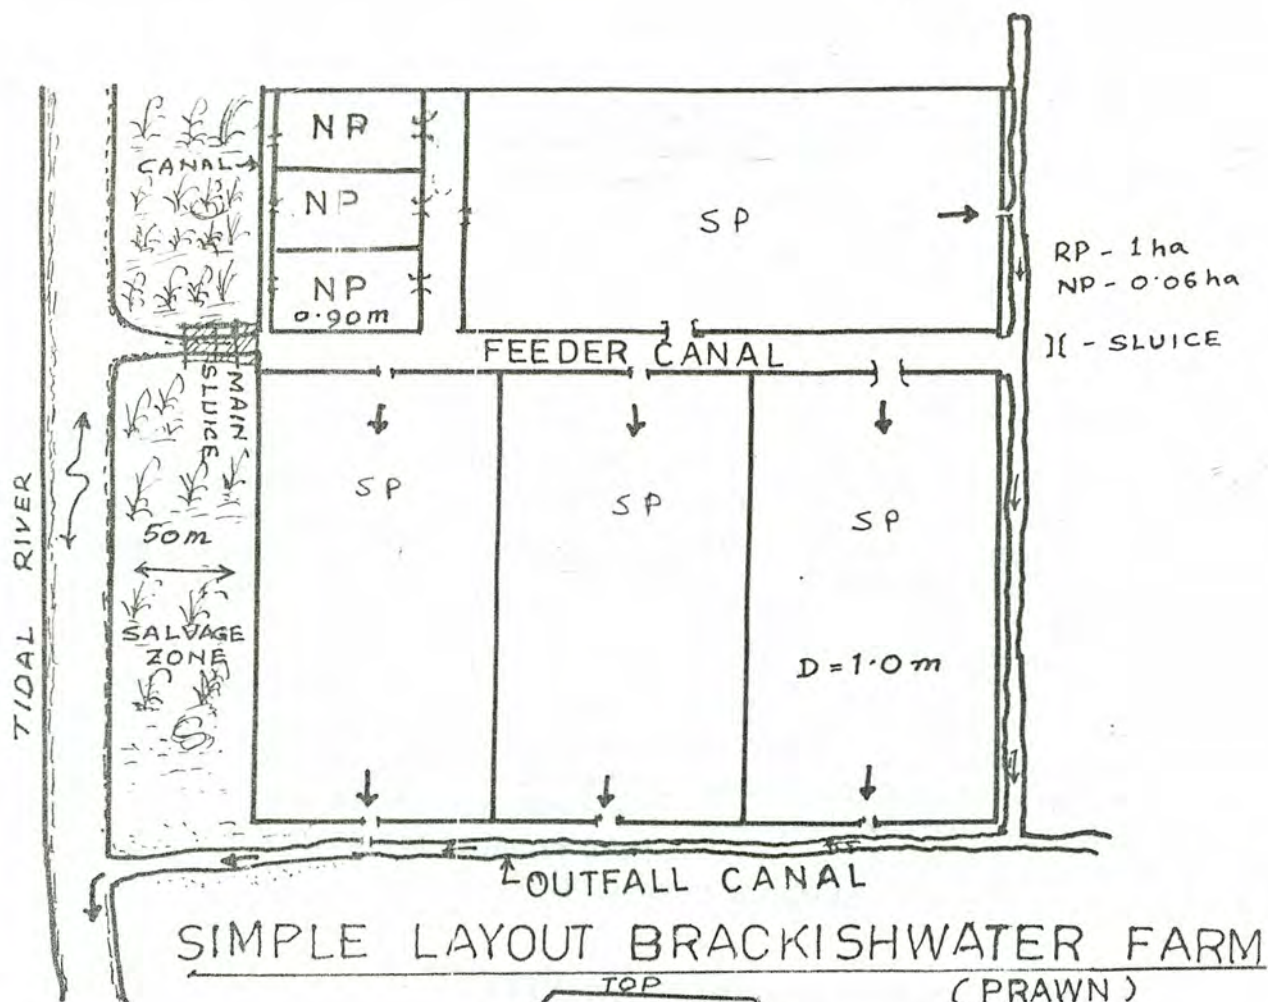 NP
CANAL
NP
SP
NP
0.90m
RP - 1 ha
NP - 0.06 ha
][ - SLUICE
FEEDER CANAL
MAIN
SLUICE
SP
SP
SP
50m
TIDAL RIVER
SALVAGE
ZONE
D = 1.0 m
OUTFALL CANAL
SIMPLE LAYOUT BRACKISHWATER FARM
(PRAWN)
TOP